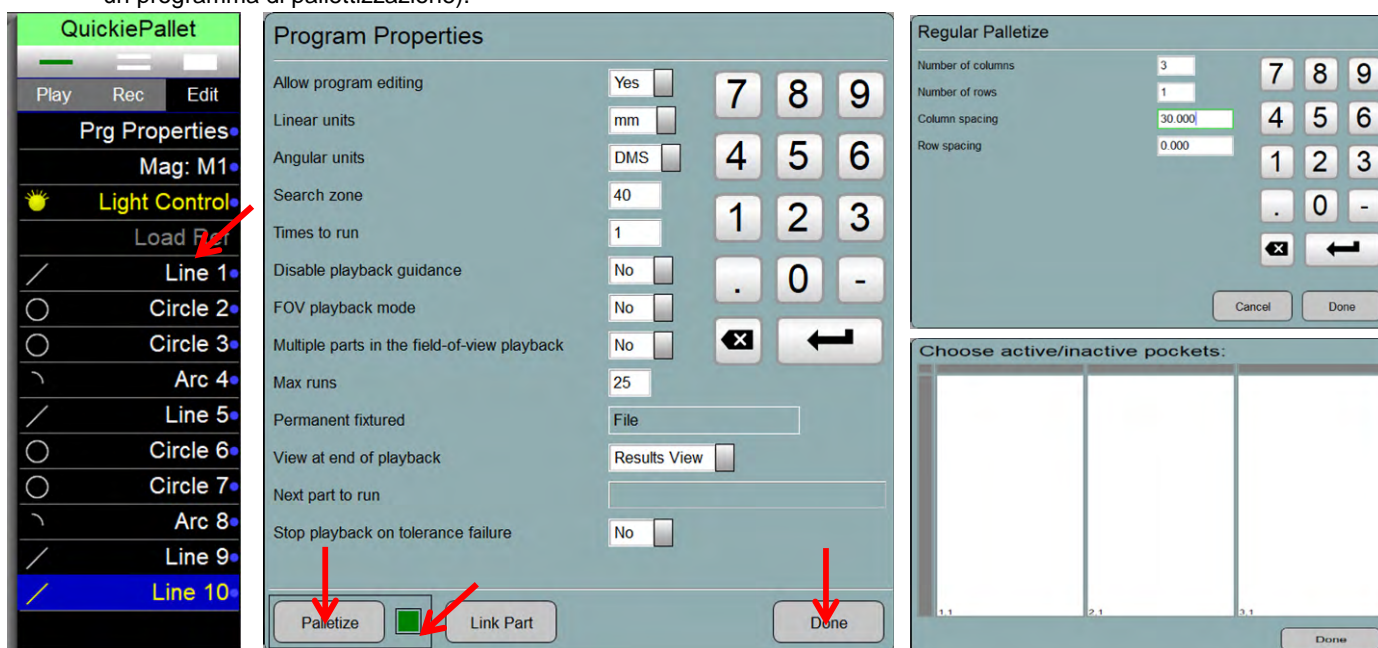 un programma di pallettizzazione).
QuickiePallet
Play Rec Edit
Prg Properties
Mag: M1
Light Control
Load Ref
Line 1
Circle 2
Circle 3
Arc 4
Line 5
Circle 6
Circle 7
Arc 8
Line 9
Line 10
Program Properties
Allow program editing Yes
Linear units mm
Angular units DMS
Search zone 40
Times to run 1
Disable playback guidance No
FOV playback mode No
Multiple parts in the field-of-view playback No
Max runs 25
Permanent fixtured File
View at end of playback Results View
Next part to run
Stop playback on tolerance failure No
7 8 9
4 5 6
1 2 3
. 0 -
Palletize Link Part Done
Regular Palletize
Number of columns 3
Number of rows 1
Column spacing 30.000
Row spacing 0.000
7 8 9
4 5 6
1 2 3
. 0 -
Cancel Done
Choose active/inactive pockets:
1,1 2,1 3,1
Done